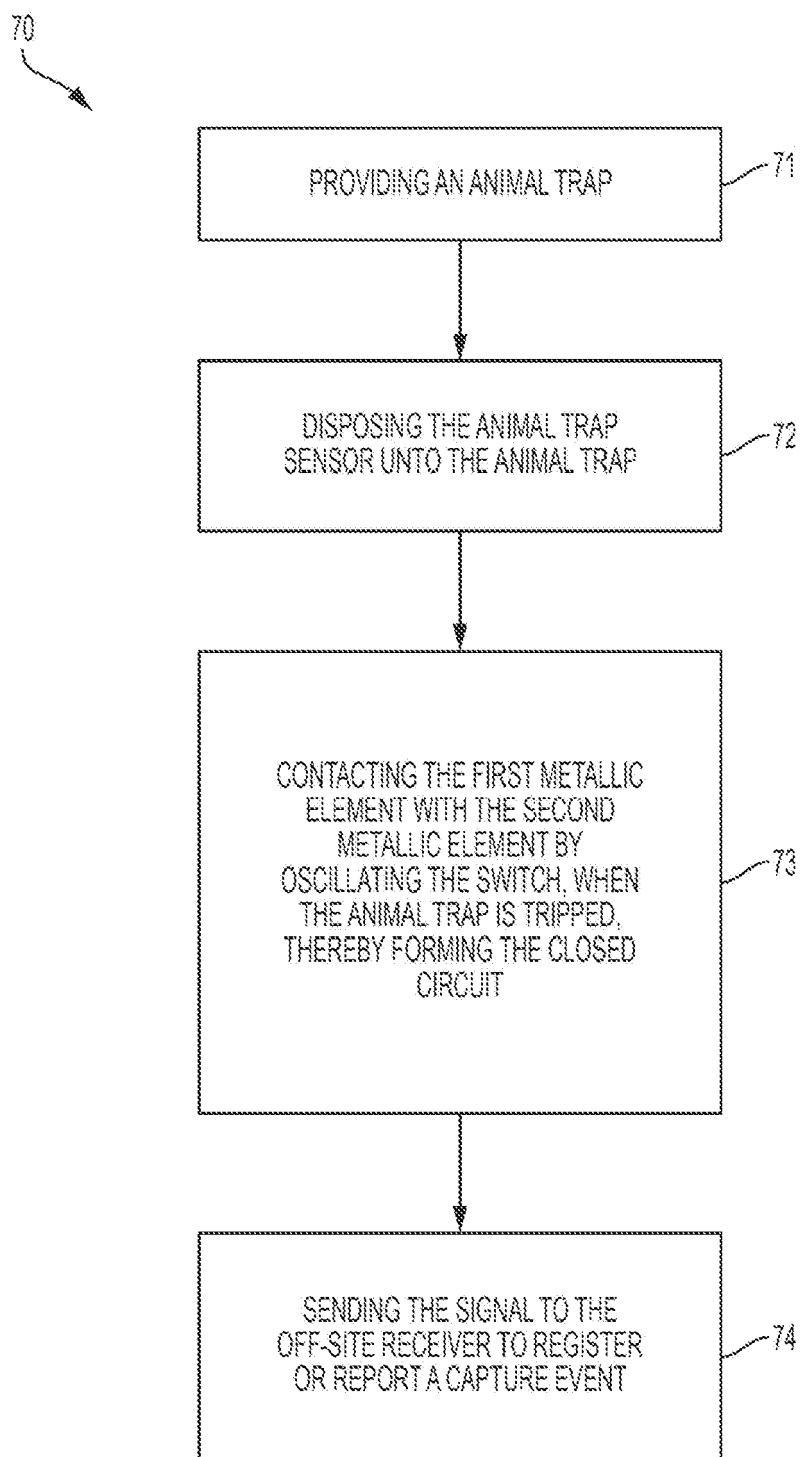 70
PROVIDING AN ANIMAL TRAP
71
DISPOSING THE ANIMAL TRAP
SENSOR UNTO THE ANIMAL TRAP
72
CONTACTING THE FIRST METALLIC
ELEMENT WITH THE SECOND
METALLIC ELEMENT BY
OSCILLATING THE SWITCH, WHEN
THE ANIMAL TRAP IS TRIPPED,
THEREBY FORMING THE CLOSED
CIRCUIT
73
SENDING THE SIGNAL TO THE
OFF-SITE RECEIVER TO REGISTER
OR REPORT A CAPTURE EVENT
74